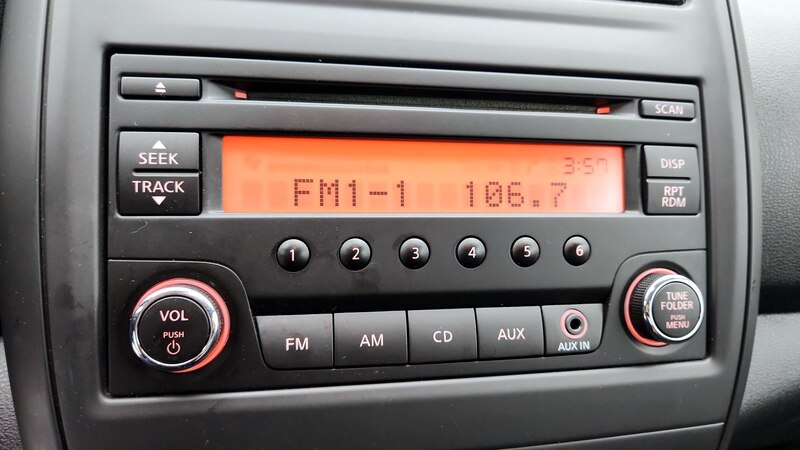 SCAN
SEEK
TRACK
3:57
FM1-1 106.7
DISP
RPT
RDM
1 2 3 4 5 6
VOL
PUSH
FM AM CD AUX
AUX IN
TUNE
FOLDER
PUSH
MENU